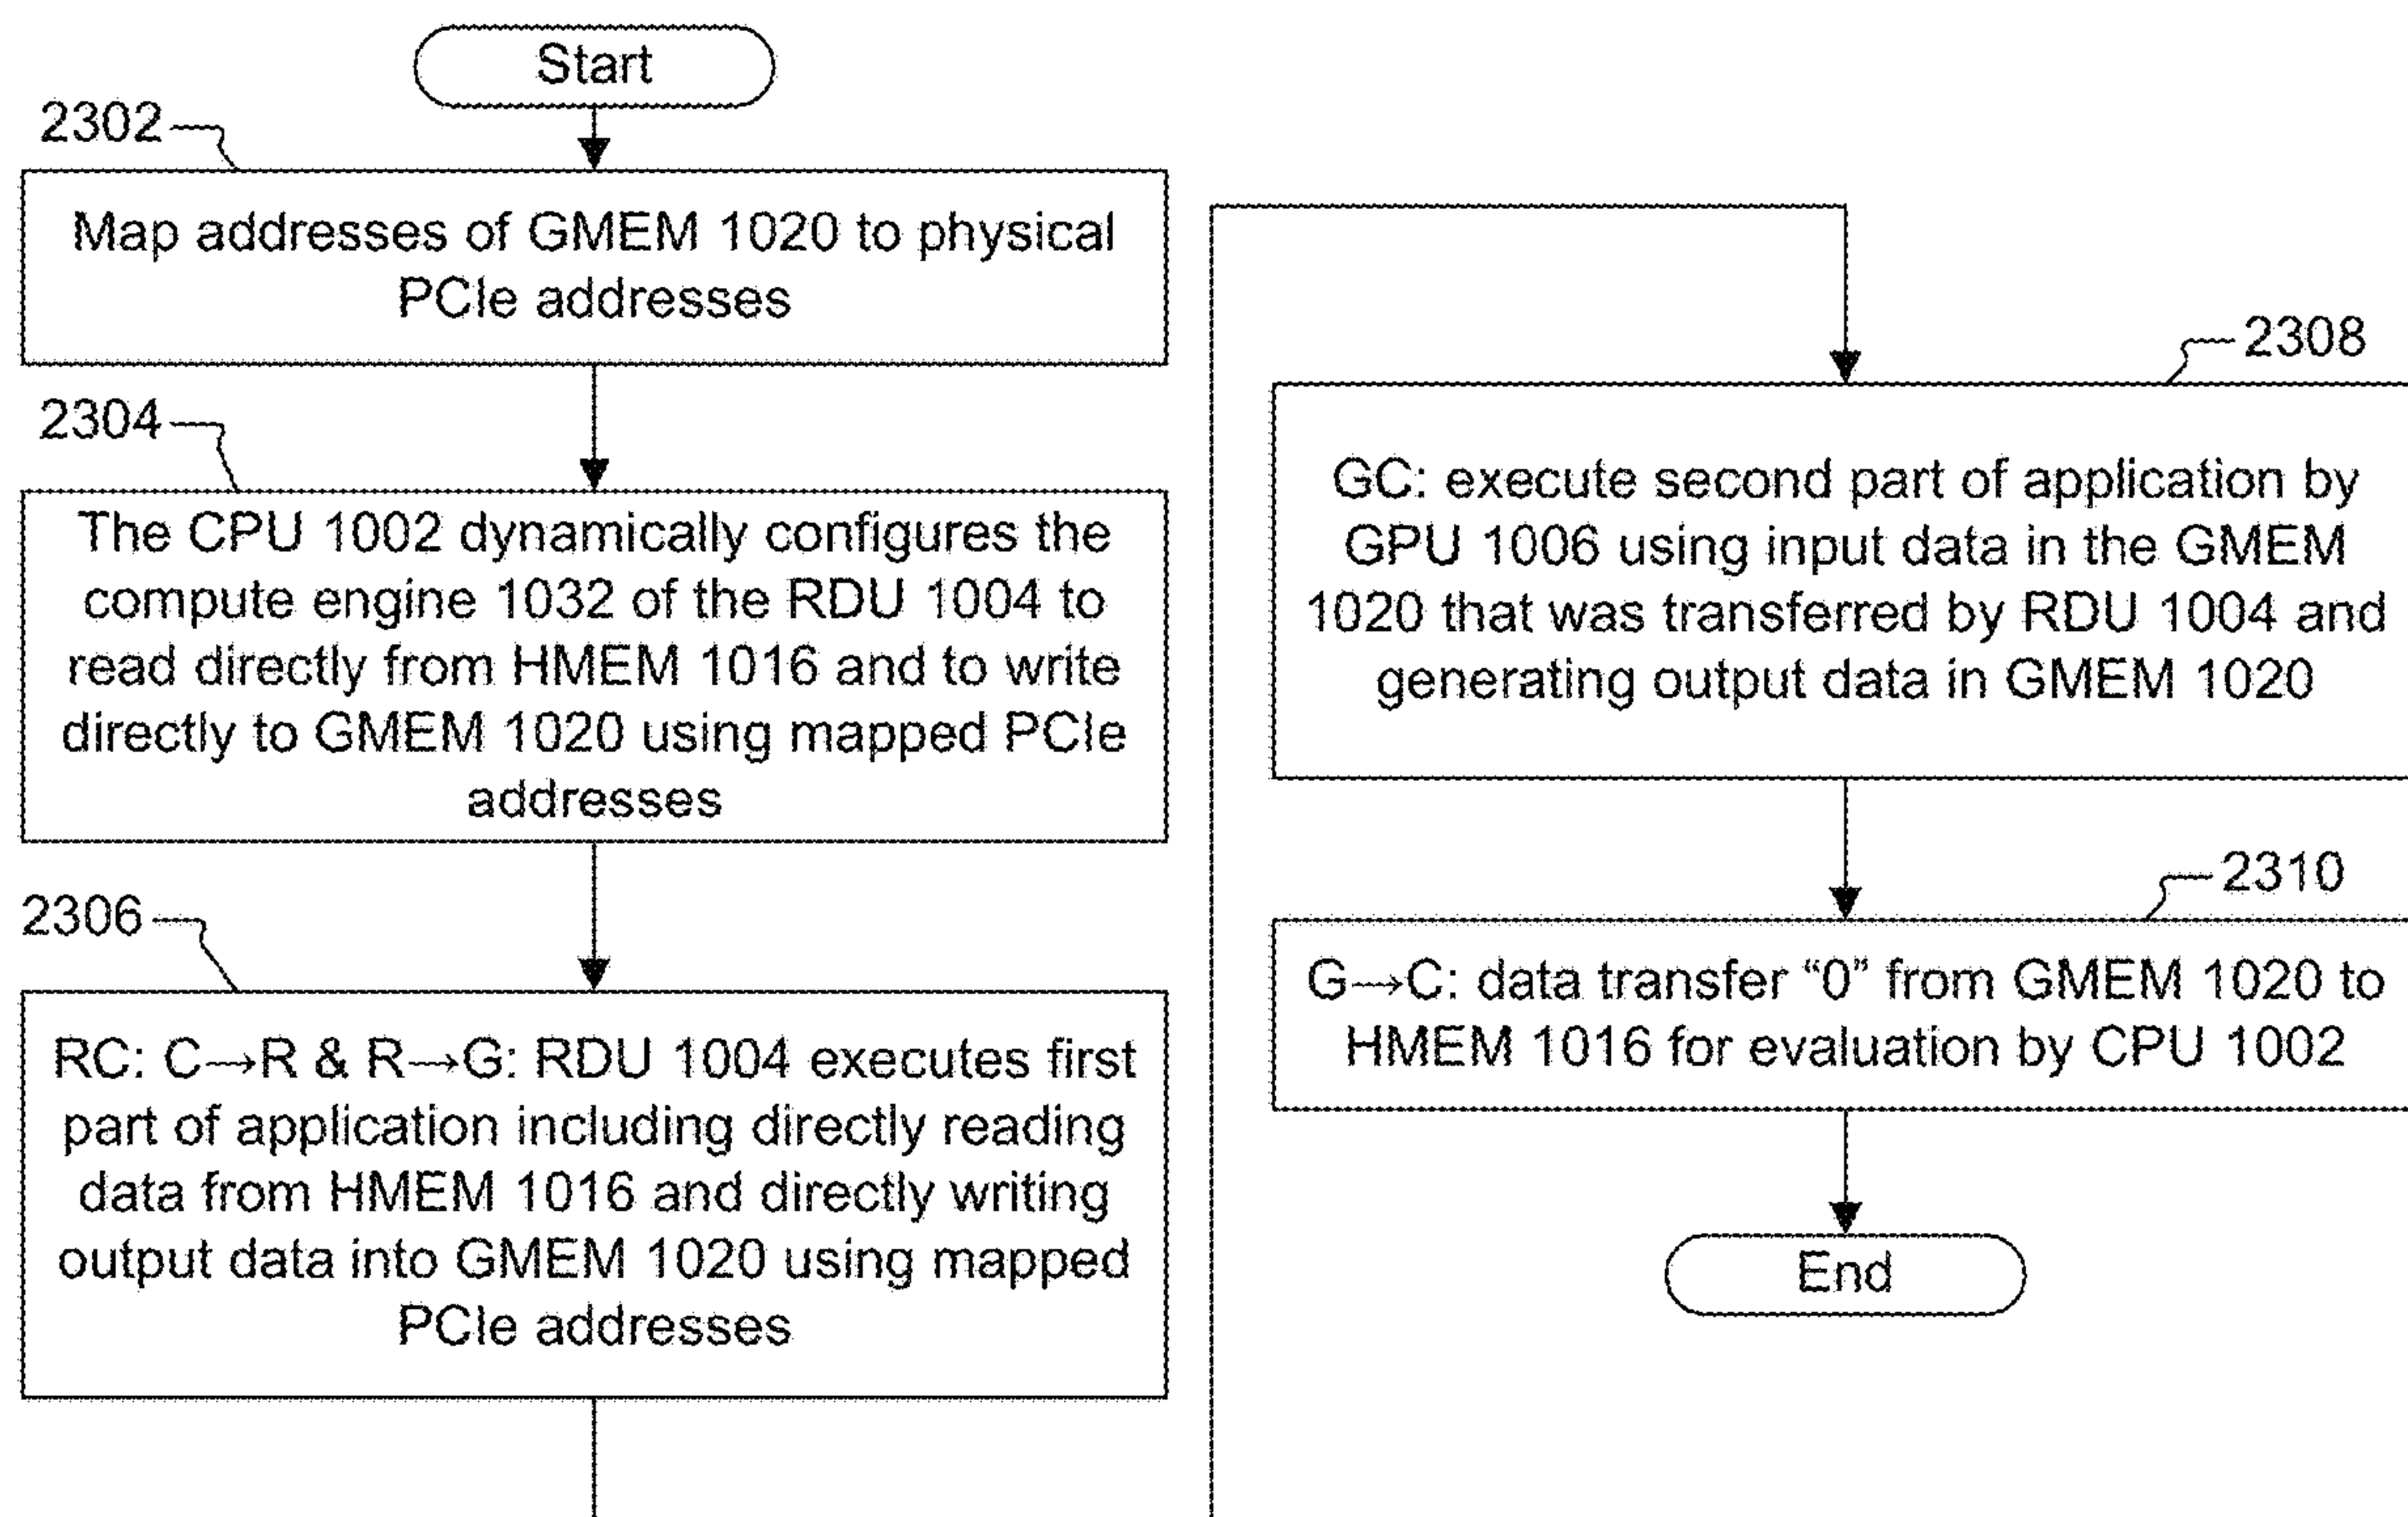 Start
2302
Map addresses of GMEM 1020 to physical
PCIe addresses
2304
The CPU 1002 dynamically configures the
compute engine 1032 of the RDU 1004 to
read directly from HMEM 1016 and to write
directly to GMEM 1020 using mapped PCIe
addresses
2306
RC: C→R & R→G: RDU 1004 executes first
part of application including directly reading
data from HMEM 1016 and directly writing
output data into GMEM 1020 using mapped
PCIe addresses
2308
GC: execute second part of application by
GPU 1006 using input data in the GMEM
1020 that was transferred by RDU 1004 and
generating output data in GMEM 1020
2310
G→C: data transfer “0” from GMEM 1020 to
HMEM 1016 for evaluation by CPU 1002
End